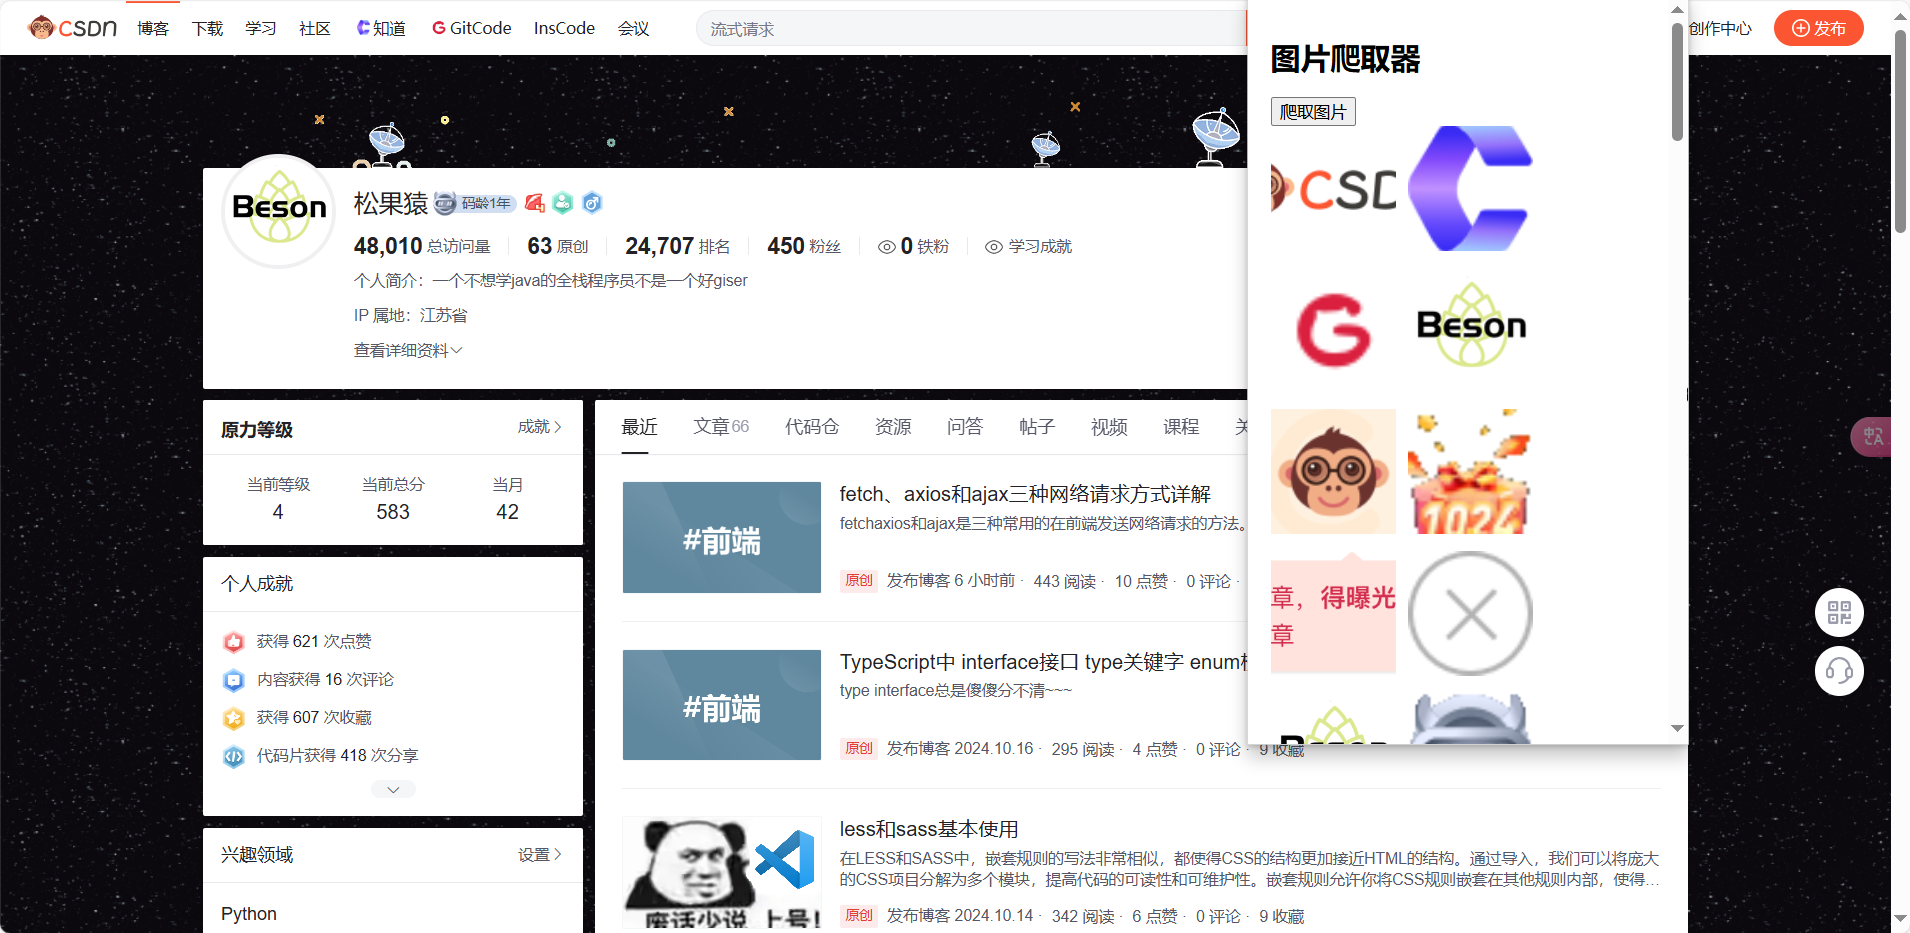 CSDN 博客 下载 学习 社区 知道 GitCode InsCode 会议 流式请求 创作中心 发布
图片爬取器
爬取图片
CSD
Beson
1024
章，得曝光
章
Beson
松果猿 码龄1年
48,010 总访问量 63 原创 24,707 排名 450 粉丝 0 铁粉 学习成就
个人简介：一个不想学java的全栈程序员不是一个好giser
IP 属地：江苏省
查看详细资料
原力等级 成就
当前等级 当前总分 当月
4 583 42
个人成就
获得 621 次点赞
内容获得 16 次评论
获得 607 次收藏
代码片获得 418 次分享
兴趣领域 设置
Python
最近 文章66 代码仓 资源 问答 帖子 视频 课程
#前端
fetch、axios和ajax三种网络请求方式详解
fetchaxios和ajax是三种常用的在前端发送网络请求的方法。
原创 发布博客 6 小时前 · 443 阅读 · 10 点赞 · 0 评论 ·
#前端
TypeScript中 interface接口 type关键字 enum
type interface总是傻傻分不清~~~
原创 发布博客 2024.10.16 · 295 阅读 · 4 点赞 · 0 评论 · 9 收藏
废话少说 上号!
less和sass基本使用
在LESS和SASS中，嵌套规则的写法非常相似，都使得CSS的结构更加接近HTML的结构。通过导入，我们可以将庞大
的CSS项目分解为多个模块，提高代码的可读性和可维护性。嵌套规则允许你将CSS规则嵌套在其他规则内部，使得…
原创 发布博客 2024.10.14 · 342 阅读 · 6 点赞 · 0 评论 · 9 收藏